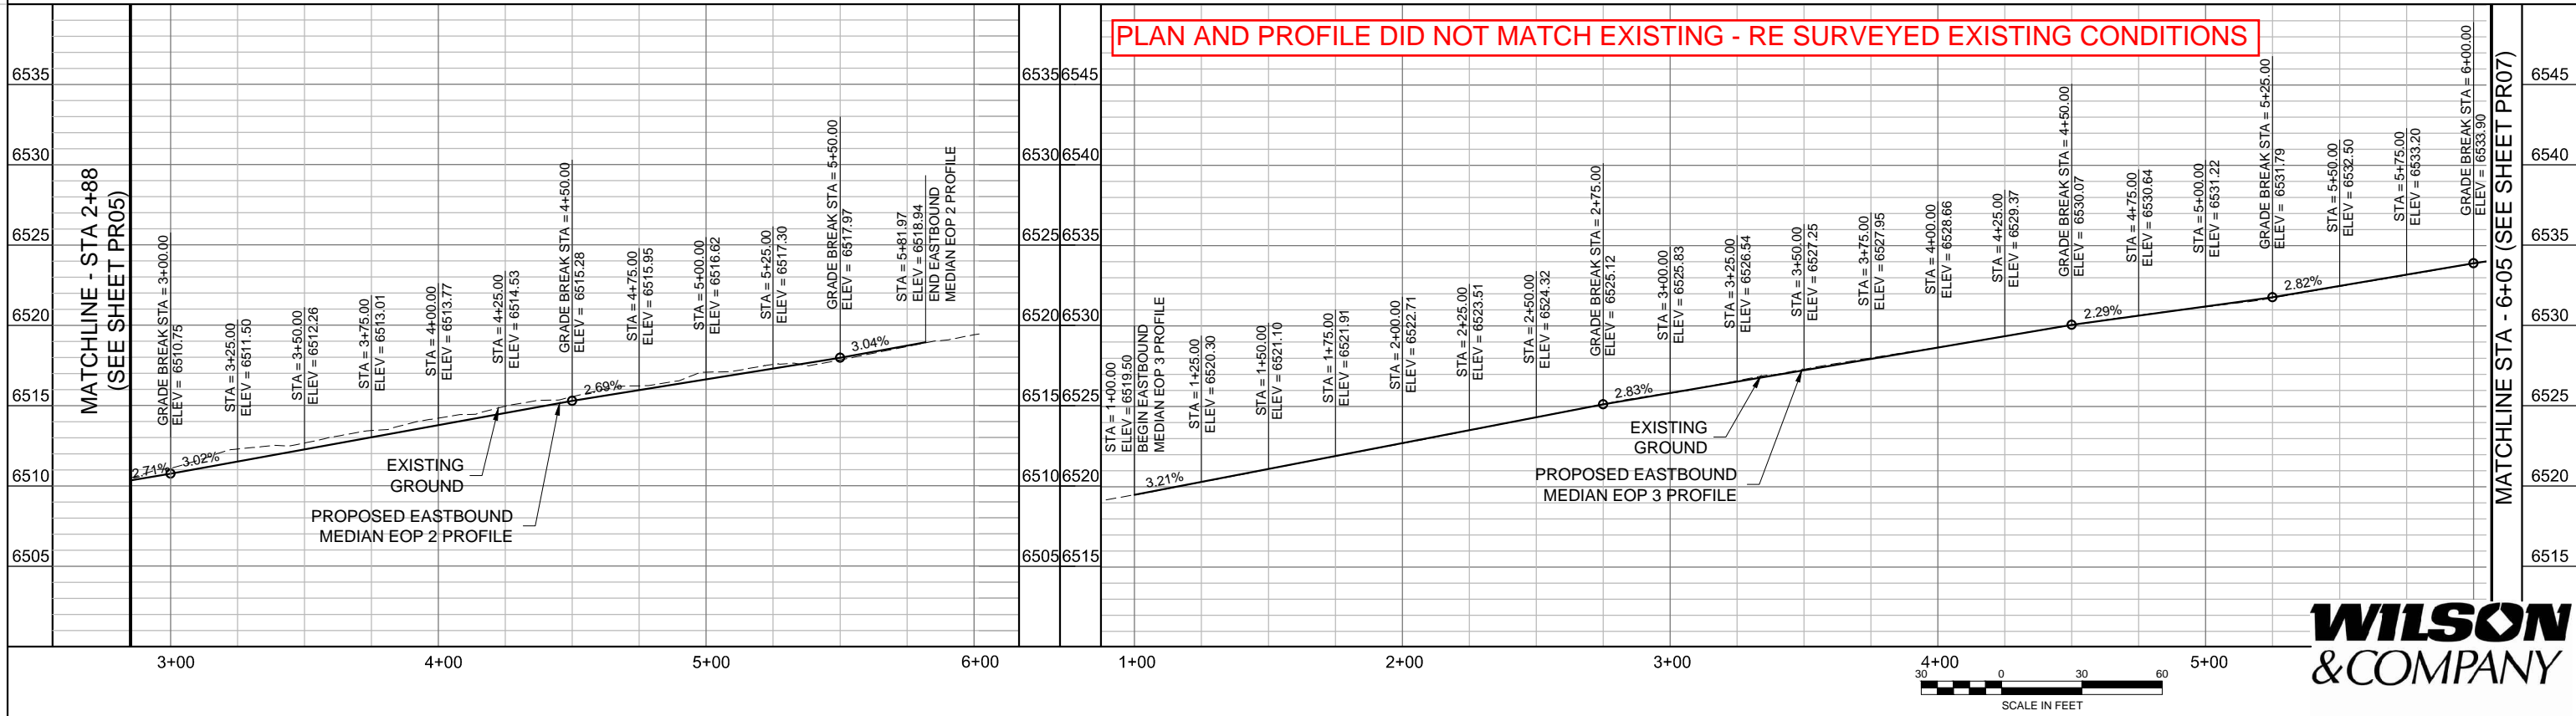 PLAN AND PROFILE DID NOT MATCH EXISTING - RE SURVEYED EXISTING CONDITIONS
6535
6530
6525
6520
6515
6510
6505
MATCHLINE - STA 2+88
(SEE SHEET PR05)
GRADE BREAK STA = 3+00.00
ELEV = 6510.75
STA = 3+25.00
ELEV = 6511.50
STA = 3+50.00
ELEV = 6512.26
STA = 3+75.00
ELEV = 6513.01
STA = 4+00.00
ELEV = 6513.77
STA = 4+25.00
ELEV = 6514.53
GRADE BREAK STA = 4+50.00
ELEV = 6515.28
STA = 4+75.00
ELEV = 6515.95
STA = 5+00.00
ELEV = 6516.62
STA = 5+25.00
ELEV = 6517.30
GRADE BREAK STA = 5+50.00
ELEV = 6517.97
STA = 5+81.97
ELEV = 6518.94
END EASTBOUND
MEDIAN EOP 2 PROFILE
2.71%
3.02%
2.69%
3.04%
EXISTING
GROUND
PROPOSED EASTBOUND
MEDIAN EOP 2 PROFILE
3+00
4+00
5+00
6+00
6535
6530
6525
6520
6515
6510
6505
6545
6540
6535
6530
6525
6520
6515
STA = 1+00.00
ELEV = 6519.50
BEGIN EASTBOUND
MEDIAN EOP 3 PROFILE
STA = 1+25.00
ELEV = 6520.30
STA = 1+50.00
ELEV = 6521.10
STA = 1+75.00
ELEV = 6521.91
STA = 2+00.00
ELEV = 6522.71
STA = 2+25.00
ELEV = 6523.51
STA = 2+50.00
ELEV = 6524.32
GRADE BREAK STA = 2+75.00
ELEV = 6525.12
STA = 3+00.00
ELEV = 6525.83
STA = 3+25.00
ELEV = 6526.54
STA = 3+50.00
ELEV = 6527.25
STA = 3+75.00
ELEV = 6527.95
STA = 4+00.00
ELEV = 6528.66
STA = 4+25.00
ELEV = 6529.37
GRADE BREAK STA = 4+50.00
ELEV = 6530.07
STA = 4+75.00
ELEV = 6530.64
STA = 5+00.00
ELEV = 6531.22
GRADE BREAK STA = 5+25.00
ELEV = 6531.79
STA = 5+50.00
ELEV = 6532.50
STA = 5+75.00
ELEV = 6533.20
GRADE BREAK STA = 6+00.00
ELEV = 6533.90
3.21%
2.83%
2.29%
2.82%
EXISTING
GROUND
PROPOSED EASTBOUND
MEDIAN EOP 3 PROFILE
MATCHLINE STA - 6+05 (SEE SHEET PR07)
6545
6540
6535
6530
6525
6520
6515
1+00
2+00
3+00
4+00
5+00
30
0
30
60
SCALE IN FEET
WILSON
&COMPANY